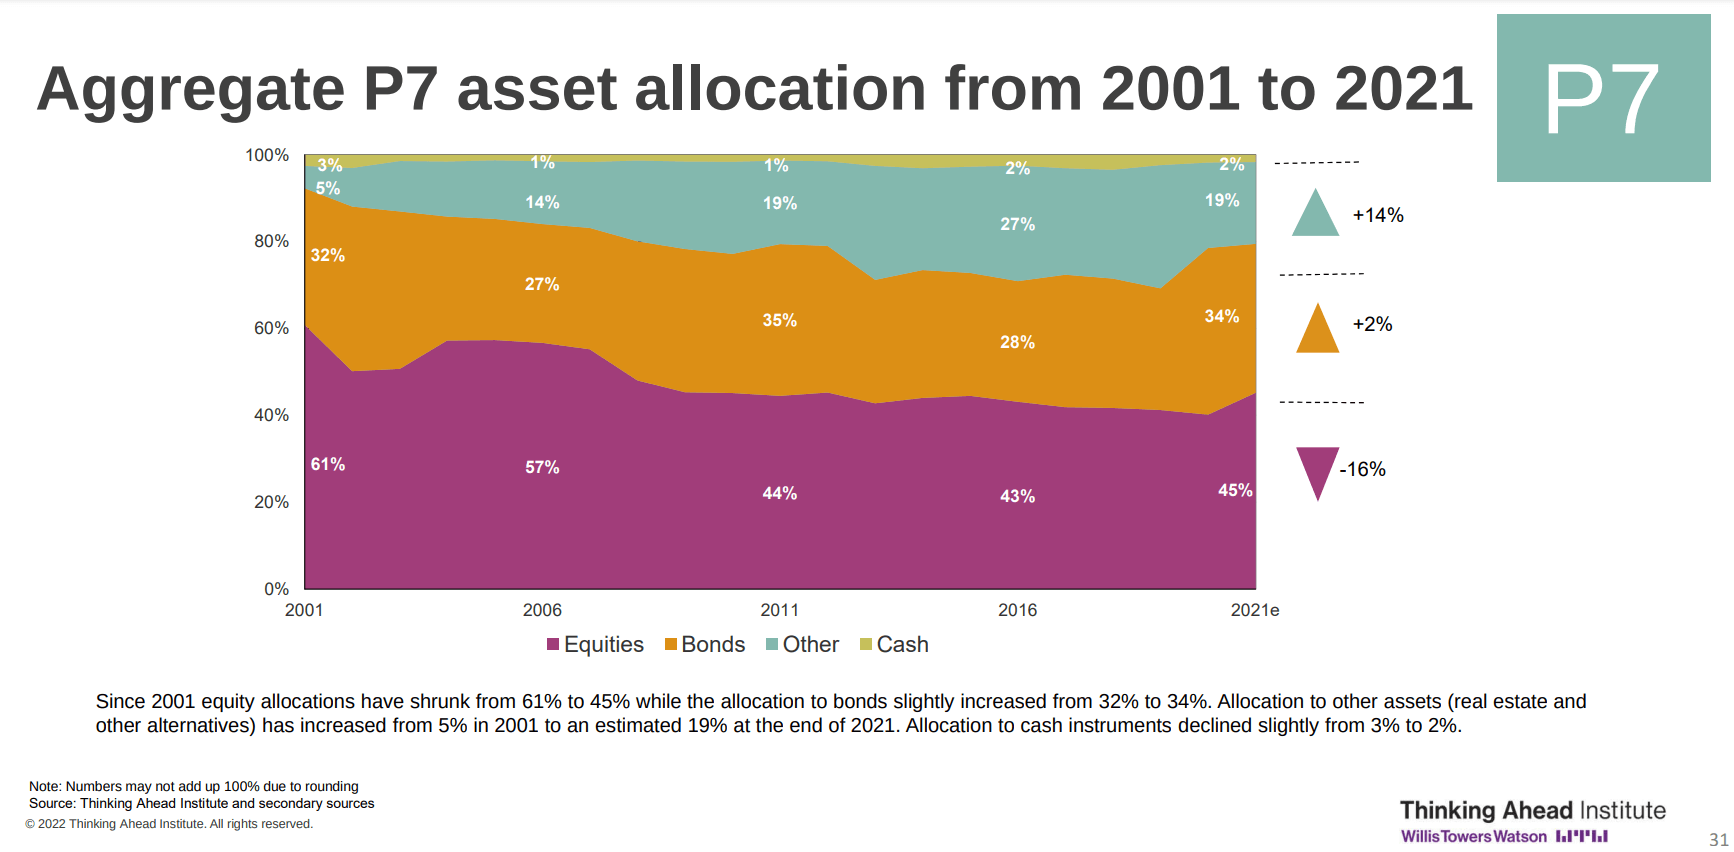 Aggregate P7 asset allocation from 2001 to 2021
P7
100%
80%
60%
40%
20%
0%
3%
5%
32%
61%
1%
14%
27%
57%
1%
19%
35%
44%
2%
27%
28%
43%
2%
19%
34%
45%
+14%
+2%
-16%
2001
2006
2011
2016
2021e
Equities
Bonds
Other
Cash
Since 2001 equity allocations have shrunk from 61% to 45% while the allocation to bonds slightly increased from 32% to 34%. Allocation to other assets (real estate and
other alternatives) has increased from 5% in 2001 to an estimated 19% at the end of 2021. Allocation to cash instruments declined slightly from 3% to 2%.
Note: Numbers may not add up 100% due to rounding
Source: Thinking Ahead Institute and secondary sources
© 2022 Thinking Ahead Institute. All rights reserved.
Thinking Ahead Institute
WillisTowersWatson
31